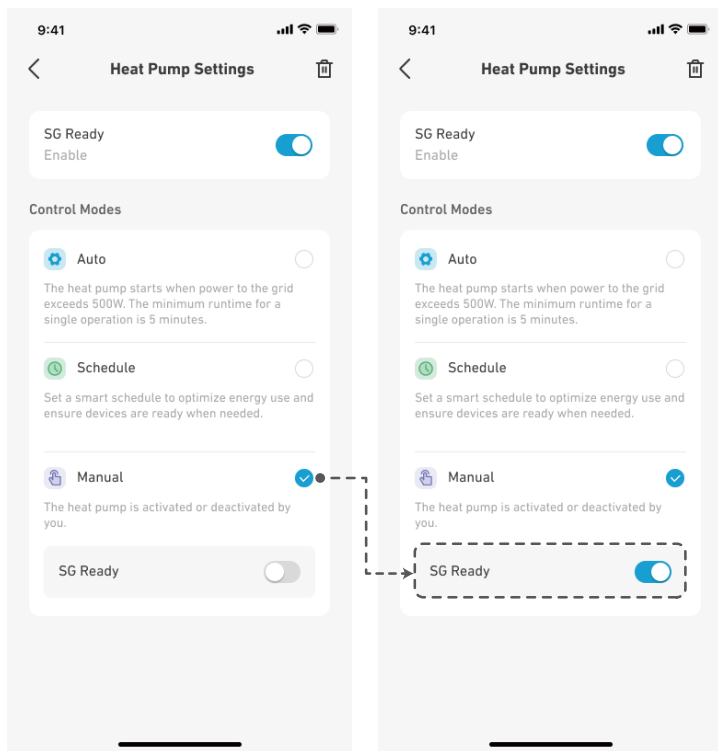 9:41
Heat Pump Settings
SG Ready
Enable
Control Modes
Auto
The heat pump starts when power to the grid
exceeds 500W. The minimum runtime for a
single operation is 5 minutes.
Schedule
Set a smart schedule to optimize energy use and
ensure devices are ready when needed.
Manual
The heat pump is activated or deactivated by
you.
SG Ready
9:41
Heat Pump Settings
SG Ready
Enable
Control Modes
Auto
The heat pump starts when power to the grid
exceeds 500W. The minimum runtime for a
single operation is 5 minutes.
Schedule
Set a smart schedule to optimize energy use and
ensure devices are ready when needed.
Manual
The heat pump is activated or deactivated by
you.
SG Ready